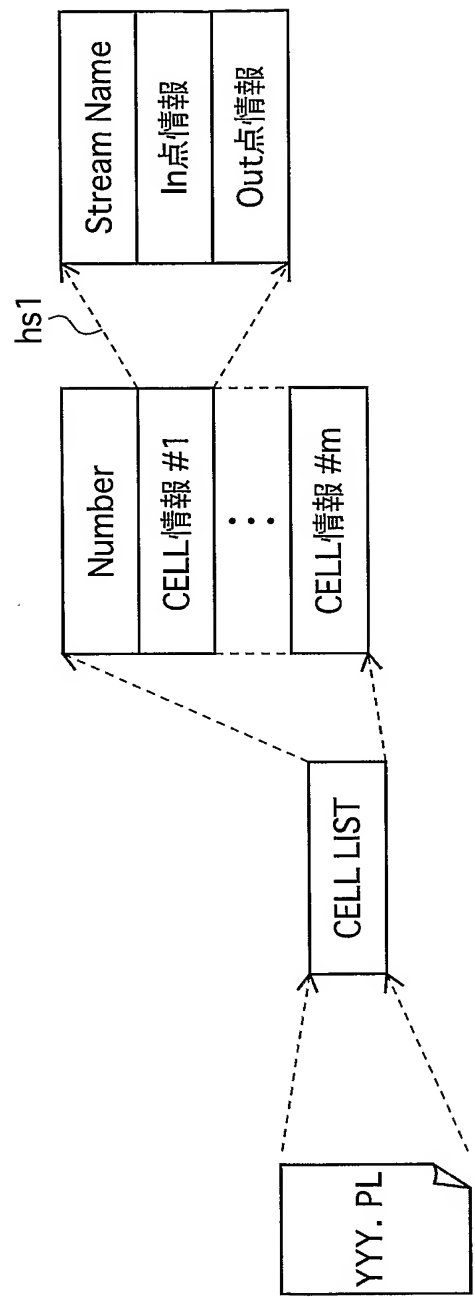 YYY. PL
CELL LIST
Number
CELL情報 #1
...
CELL情報 #m
hs1
Stream Name
In点情報
Out点情報